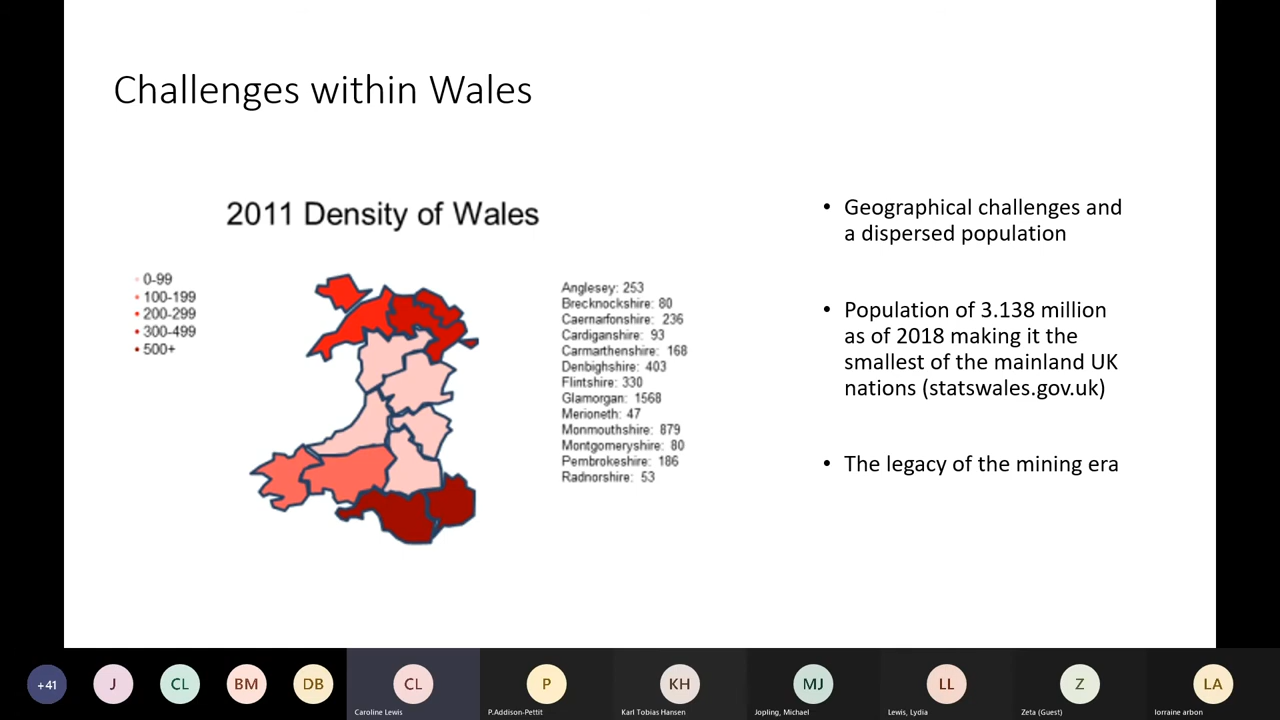 Challenges within Wales
2011 Density of Wales
0-99
100-199
200-299
300-499
500+
Anglesey: 253
Brecknockshire: 80
Caernarfonshire: 236
Cardiganshire: 93
Carmarthenshire: 168
Denbighshire: 403
Flintshire: 330
Glamorgan: 1568
Merioneth: 47
Monmouthshire: 879
Montgomeryshire: 80
Pembrokeshire: 186
Radnorshire: 53
• Geographical challenges and
a dispersed population
• Population of 3.138 million
as of 2018 making it the
smallest of the mainland UK
nations (statswales.gov.uk)
• The legacy of the mining era
+41
J
CL
BM
DB
CL
Caroline Lewis
P
P.Addison-Pettit
KH
Karl Tobias Hansen
MJ
Jopling, Michael
LL
Lewis, Lydia
Z
Zeta (Guest)
LA
lorraine arbon